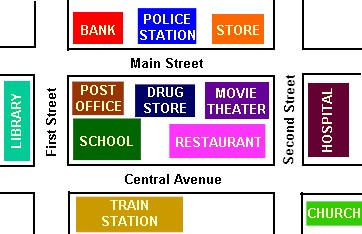 BANK
POLICE
STATION
STORE
Main Street
LIBRARY
First Street
POST
OFFICE
DRUG
STORE
MOVIE
THEATER
Second Street
HOSPITAL
SCHOOL
RESTAURANT
Central Avenue
TRAIN
STATION
CHURCH